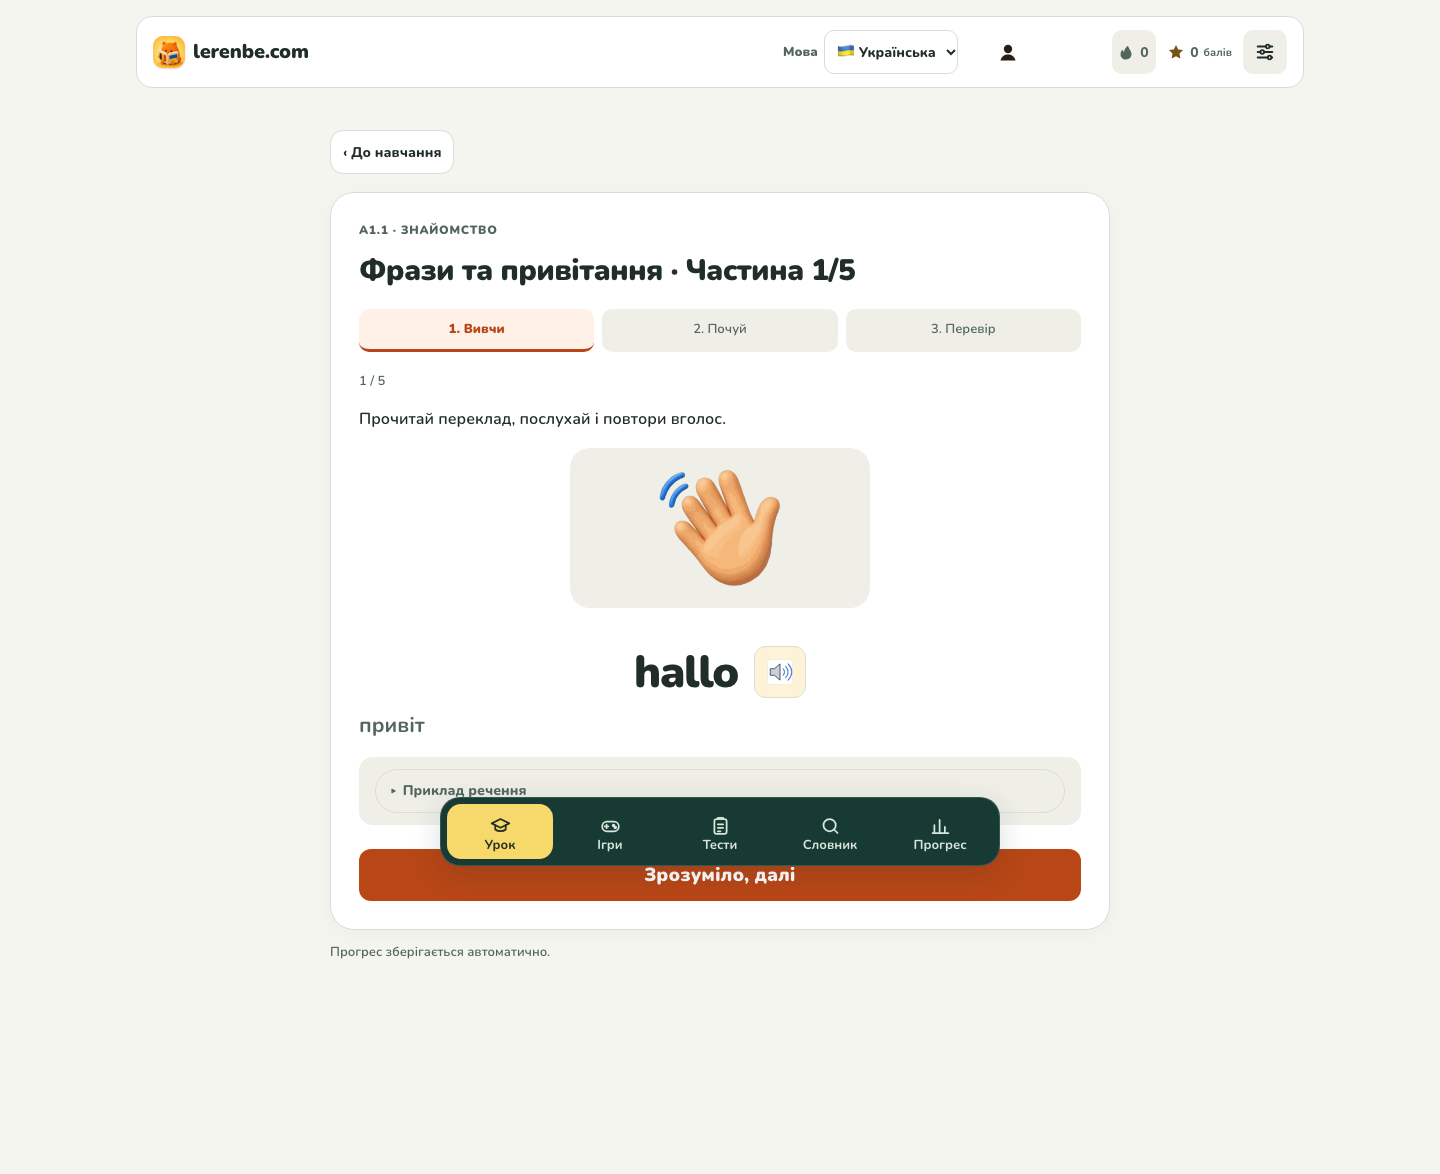 lerenbe.com
Мова
Українська
0
0 балів
‹ До навчання
A1.1 · ЗНАЙОМСТВО
Фрази та привітання · Частина 1/5
1. Вивчи
2. Почуй
3. Перевір
1 / 5
Прочитай переклад, послухай і повтори вголос.
hallo
привіт
Приклад речення
Урок
Ігри
Тести
Словник
Прогрес
Зрозуміло, далі
Прогрес зберігається автоматично.